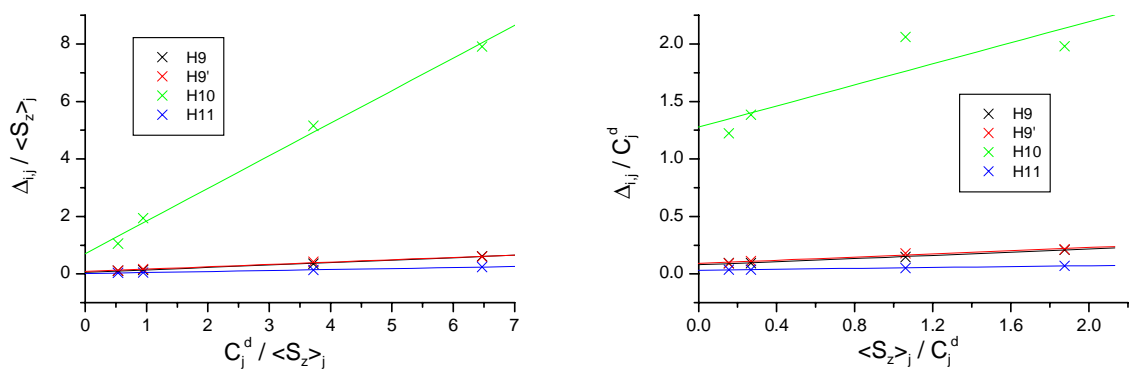 Δi,j / <Sz>j
8
6
4
2
0
H9
H9'
H10
H11
0 1 2 3 4 5 6 7
Cjd / <Sz>j
Δi,j / Cjd
2.0
1.5
1.0
0.5
0.0
H9
H9'
H10
H11
0.0 0.4 0.8 1.2 1.6 2.0
<Sz>j / Cjd